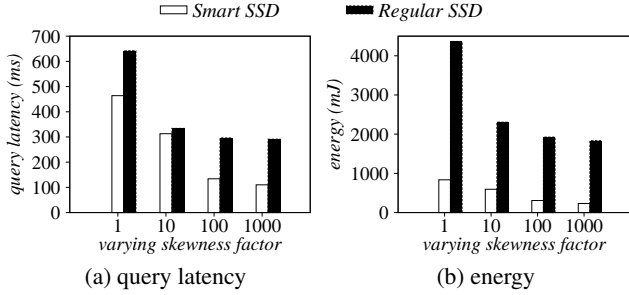 Smart SSD Regular SSD
700
600
500
400
300
200
100
0
query latency (ms)
1 10 100 1000
varying skewness factor
(a) query latency
4000
3000
2000
1000
0
energy (mJ)
1 10 100 1000
varying skewness factor
(b) energy